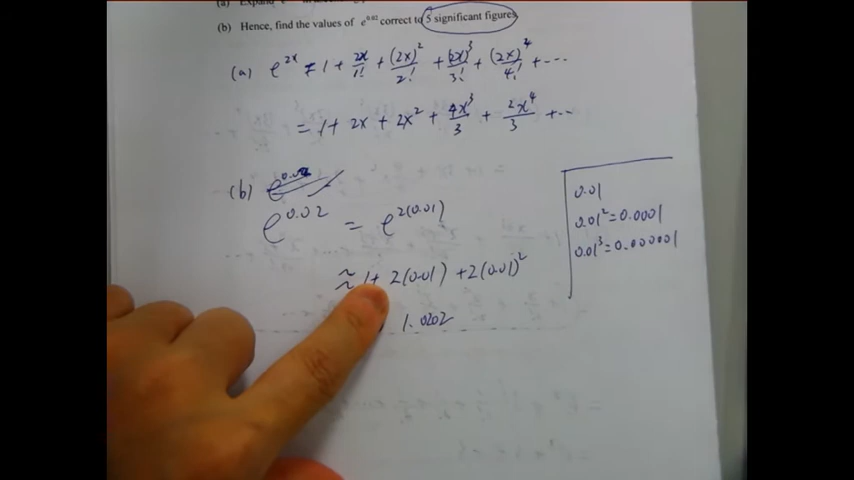 (b) Hence, find the values of e^0.02 correct to 5 significant figures.
(a) e^2x = 1 + 2x/1! + (2x)^2/2! + (2x)^3/3! + (2x)^4/4! + ...
= 1 + 2x + 2x^2 + 4x^3/3 + 2x^4/3 + ...
(b)
e^0.02 = e^2(0.01)
≈ 1 + 2(0.01) + 2(0.01)^2
1.0202
0.01
0.01^2 = 0.0001
0.01^3 = 0.000001